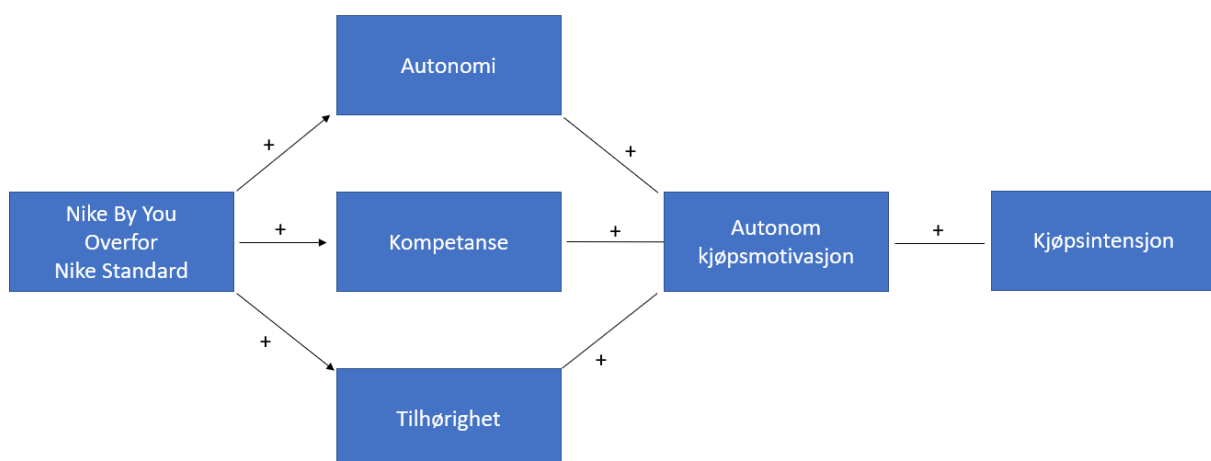 Autonomi
+
+
Nike By You
Overfor
Nike Standard
+
Kompetanse
+
Autonom
kjøpsmotivasjon
+
Kjøpsintensjon
+
+
Tilhørighet